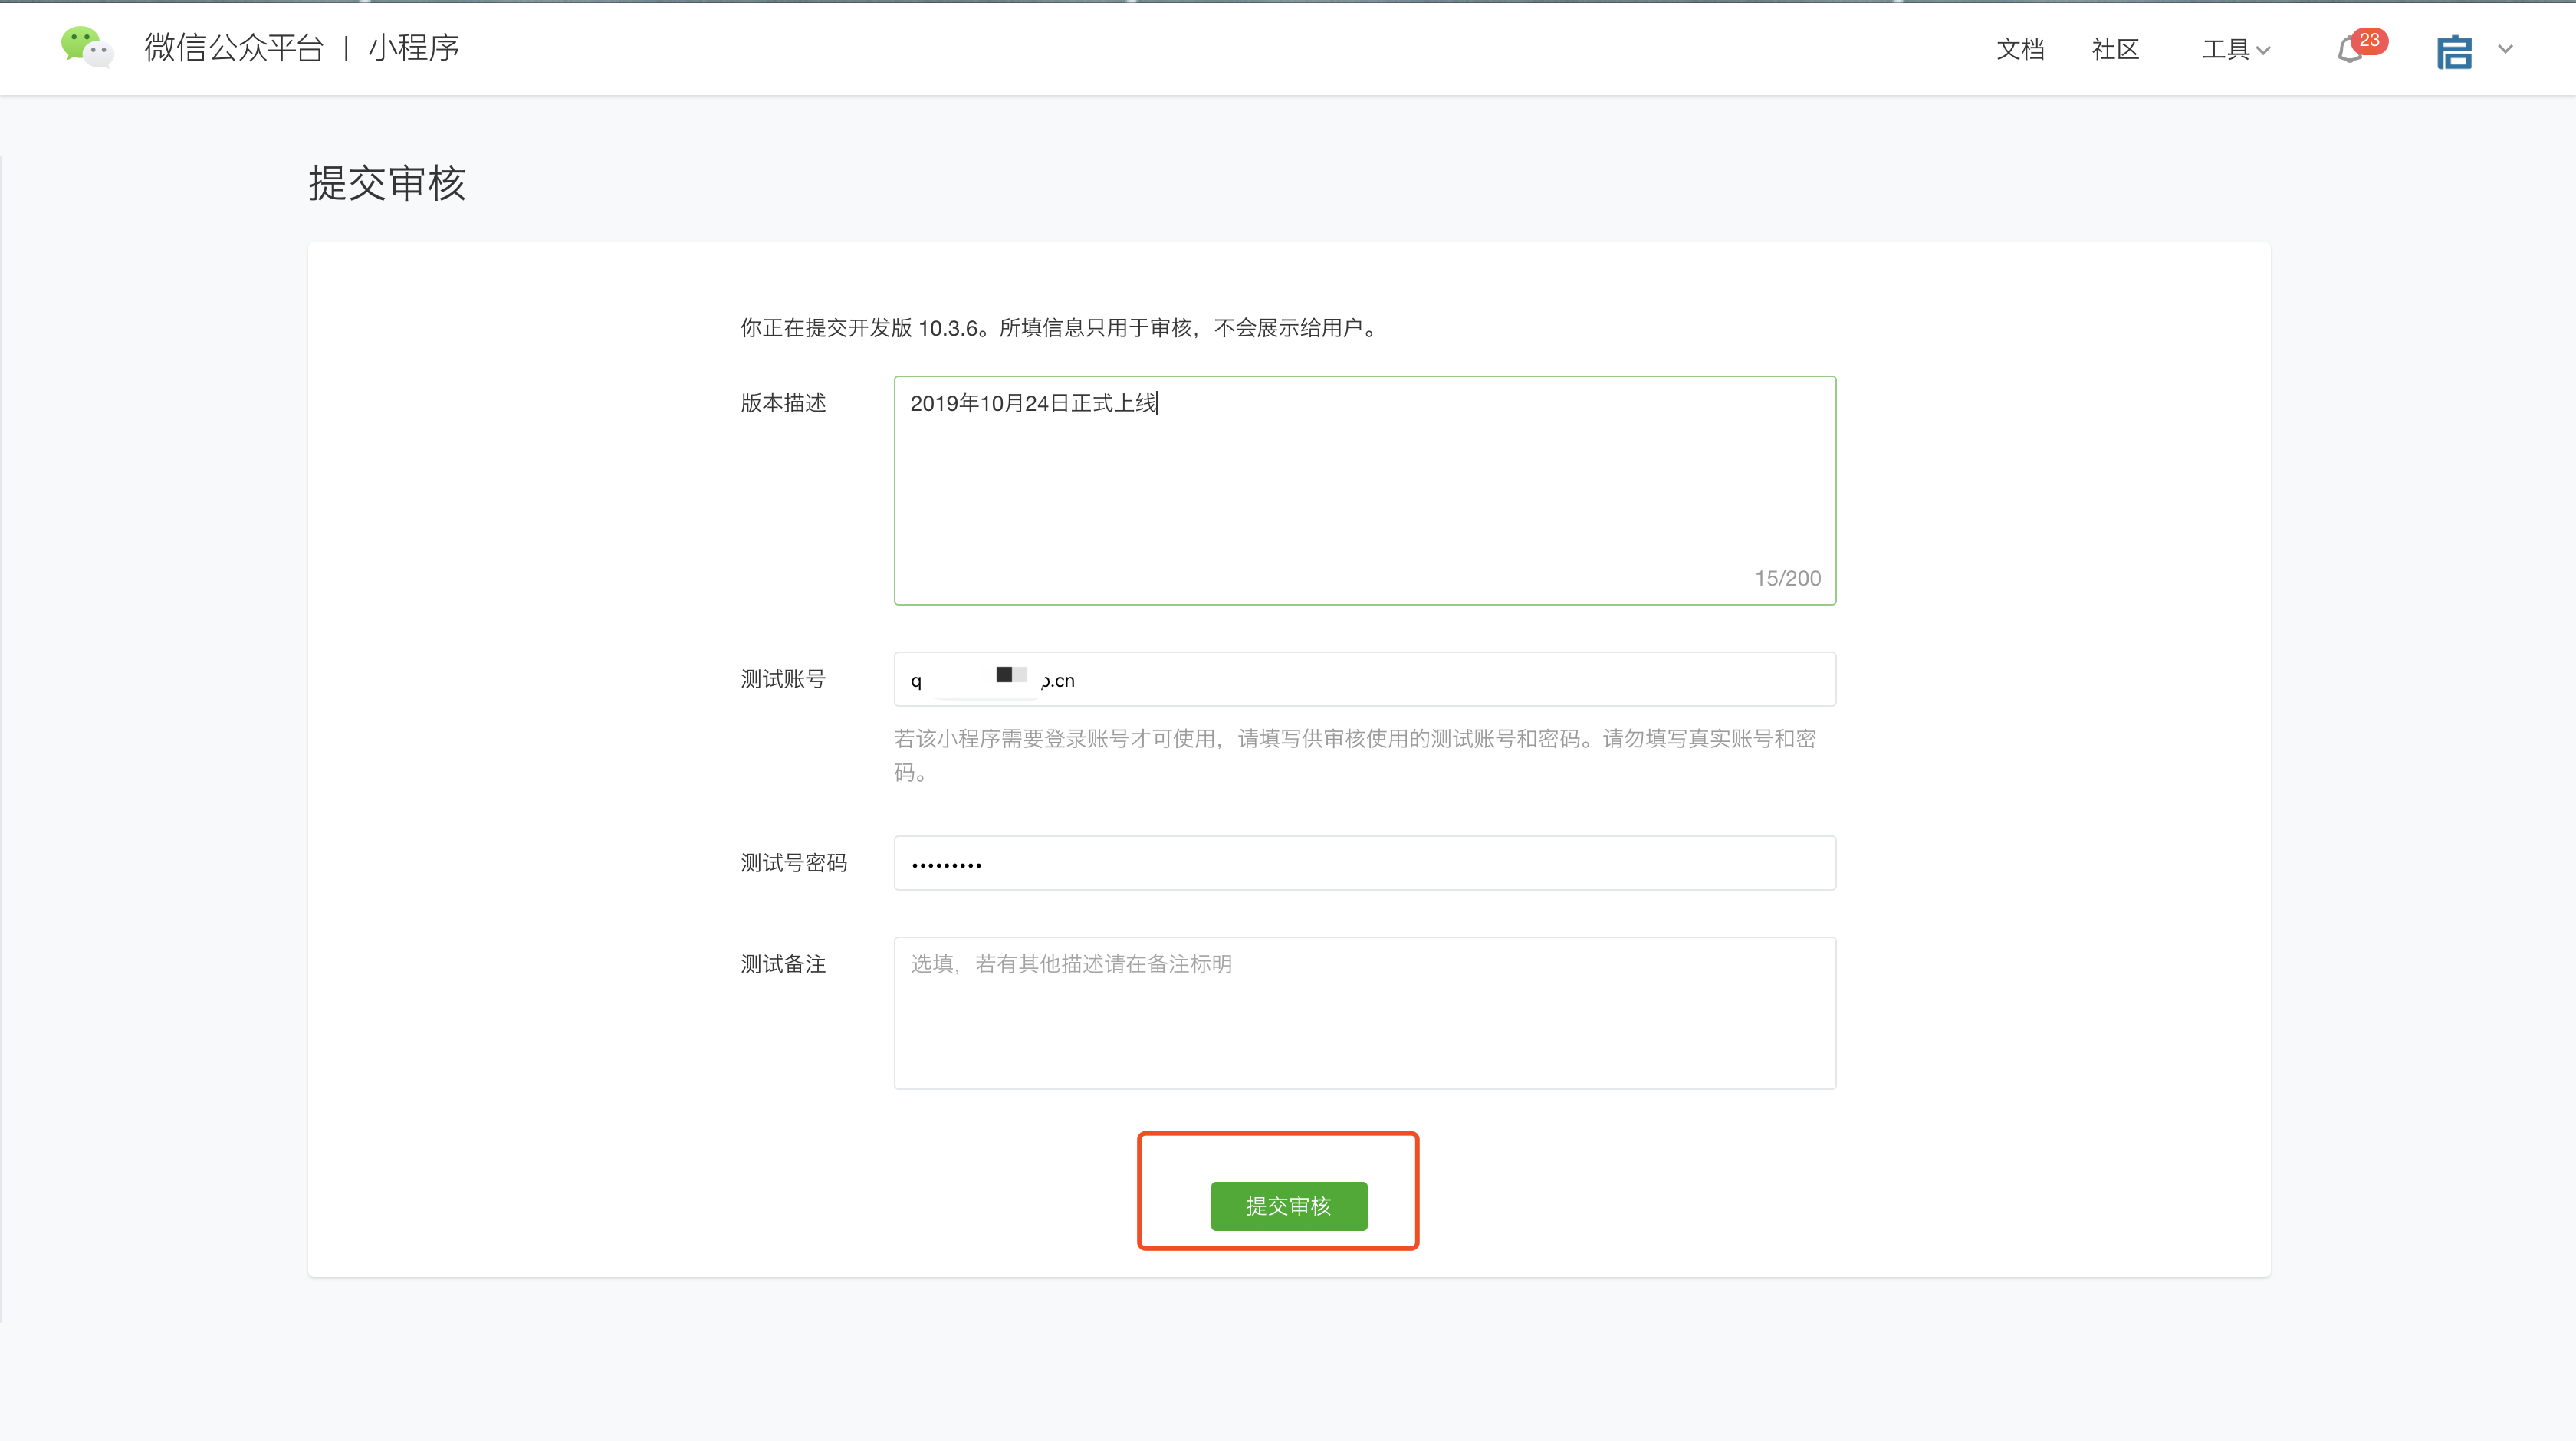 微信公众平台 | 小程序
文档 社区 工具 23 启
提交审核
你正在提交开发版 10.3.6。所填信息只用于审核，不会展示给用户。
版本描述 2019年10月24日正式上线
15/200
测试账号 q p.cn
若该小程序需要登录账号才可使用，请填写供审核使用的测试账号和密码。请勿填写真实账号和密
码。
测试号密码 •••••••••
测试备注 选填，若有其他描述请在备注标明
提交审核